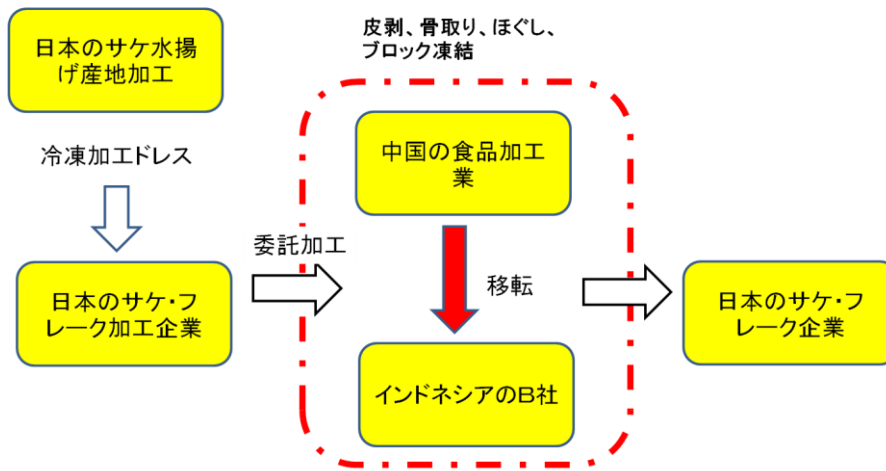 日本のサケ水揚
げ産地加工
冷凍加工ドレス
日本のサケ・フ
レーク加工企業
委託加工
皮剥、骨取り、ほぐし、
ブロック凍結
中国の食品加工
業
移転
インドネシアのB社
日本のサケ・フ
レーク企業